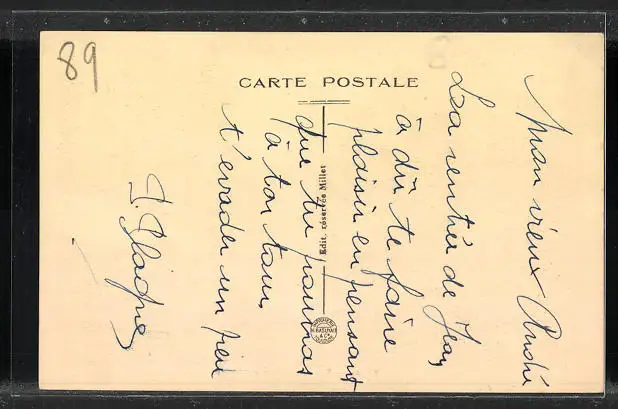 89
CARTE POSTALE
Mon vieux André
La rentrée de Jean
a dû te faire
plaisir en pensant
que tu pourras
à ton tour,
t'évader un peu
Edit. réservée Millet